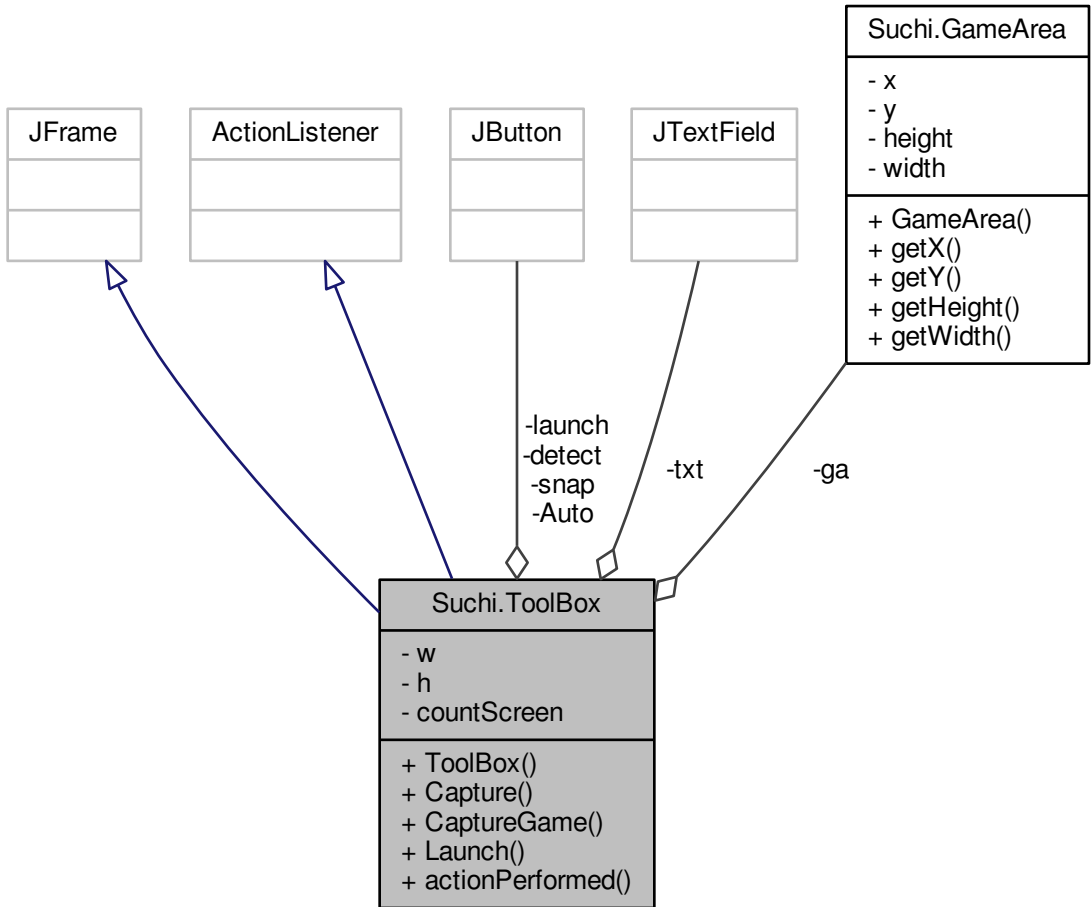 Suchi.GameArea
- x
- y
- height
- width
+ GameArea()
+ getX()
+ getY()
+ getHeight()
+ getWidth()
JFrame
ActionListener
JButton
JTextField
-launch
-detect
-snap
-Auto
-txt
-ga
Suchi.ToolBox
- w
- h
- countScreen
+ ToolBox()
+ Capture()
+ CaptureGame()
+ Launch()
+ actionPerformed()